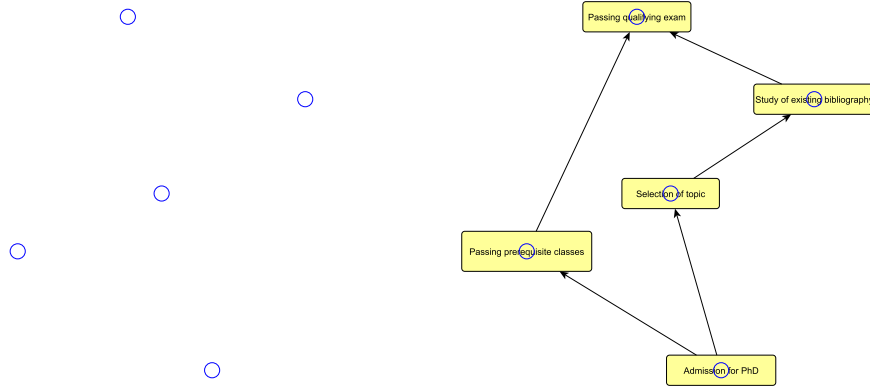 Passing qualifying exam
Study of existing bibliography
Selection of topic
Passing prerequisite classes
Admission for PhD